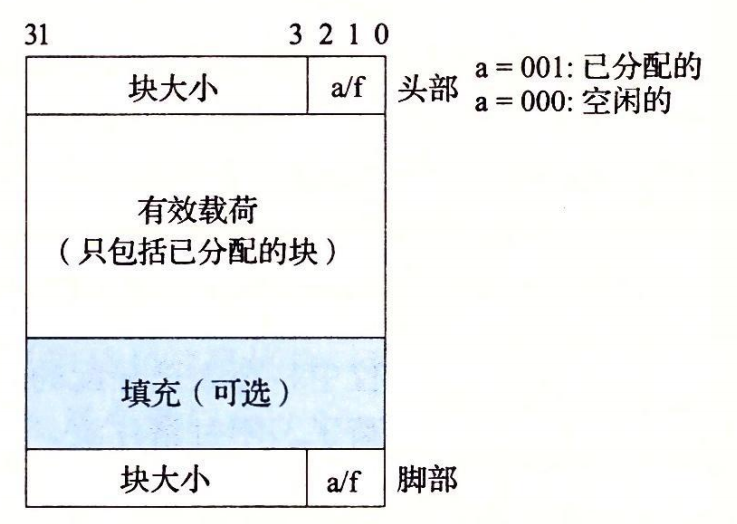 31 3 2 1 0
块大小 a/f 头部 a = 001: 已分配的
a = 000: 空闲的
有效载荷
（只包括已分配的块）
填充（可选）
块大小 a/f 脚部